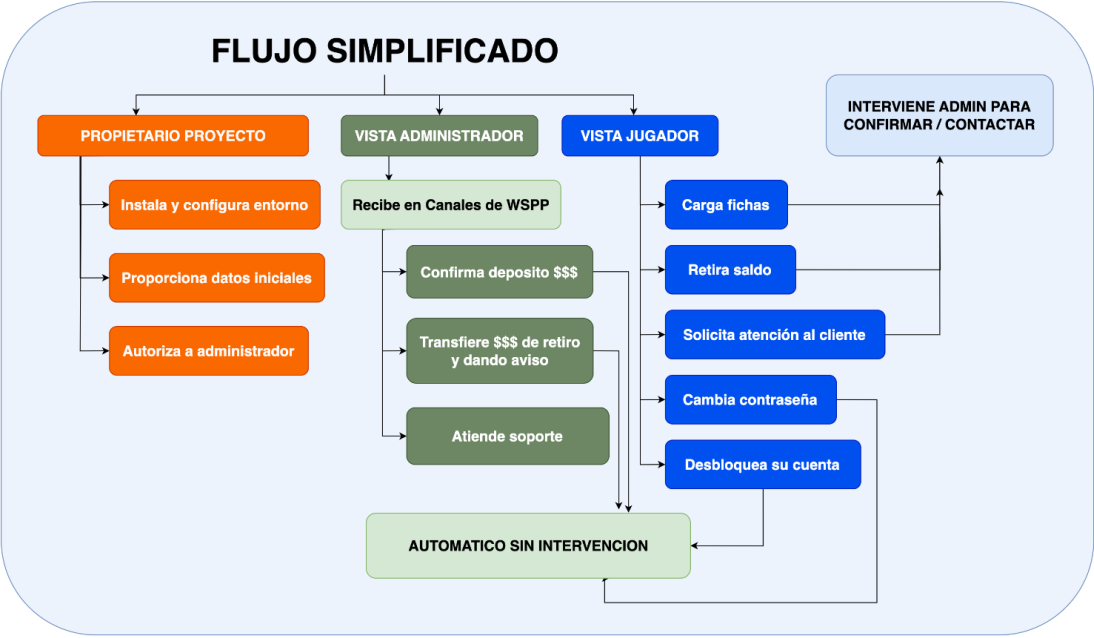 FLUJO SIMPLIFICADO
PROPIETARIO PROYECTO
Instala y configura entorno
Proporciona datos iniciales
Autoriza a administrador
VISTA ADMINISTRADOR
Recibe en Canales de WSPP
Confirma deposito $$$
Transfiere $$$ de retiro
y dando aviso
Atiende soporte
VISTA JUGADOR
Carga fichas
Retira saldo
Solicita atención al cliente
Cambia contraseña
Desbloquea su cuenta
INTERVIENE ADMIN PARA
CONFIRMAR / CONTACTAR
AUTOMATICO SIN INTERVENCION